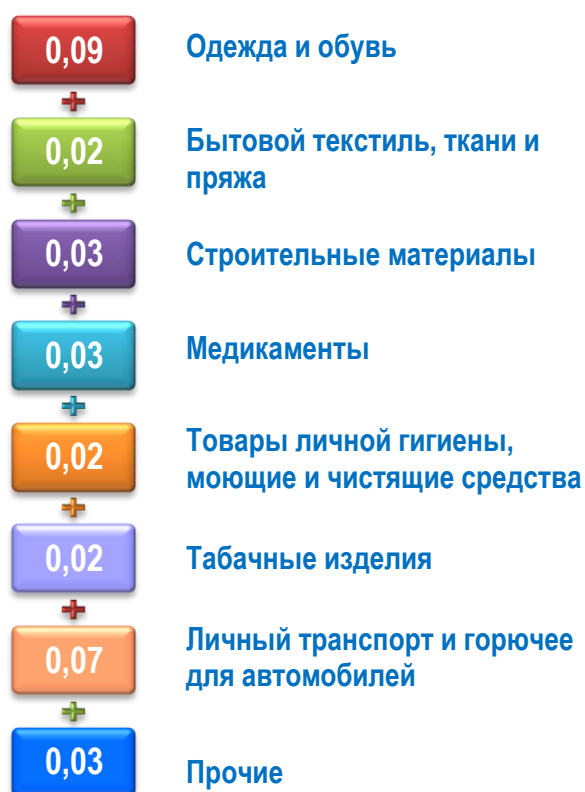 0,09
Одежда и обувь
0,02
Бытовой текстиль, ткани и
пряжа
0,03
Строительные материалы
0,03
Медикаменты
0,02
Товары личной гигиены,
моющие и чистящие средства
0,02
Табачные изделия
0,07
Личный транспорт и горючее
для автомобилей
0,03
Прочие